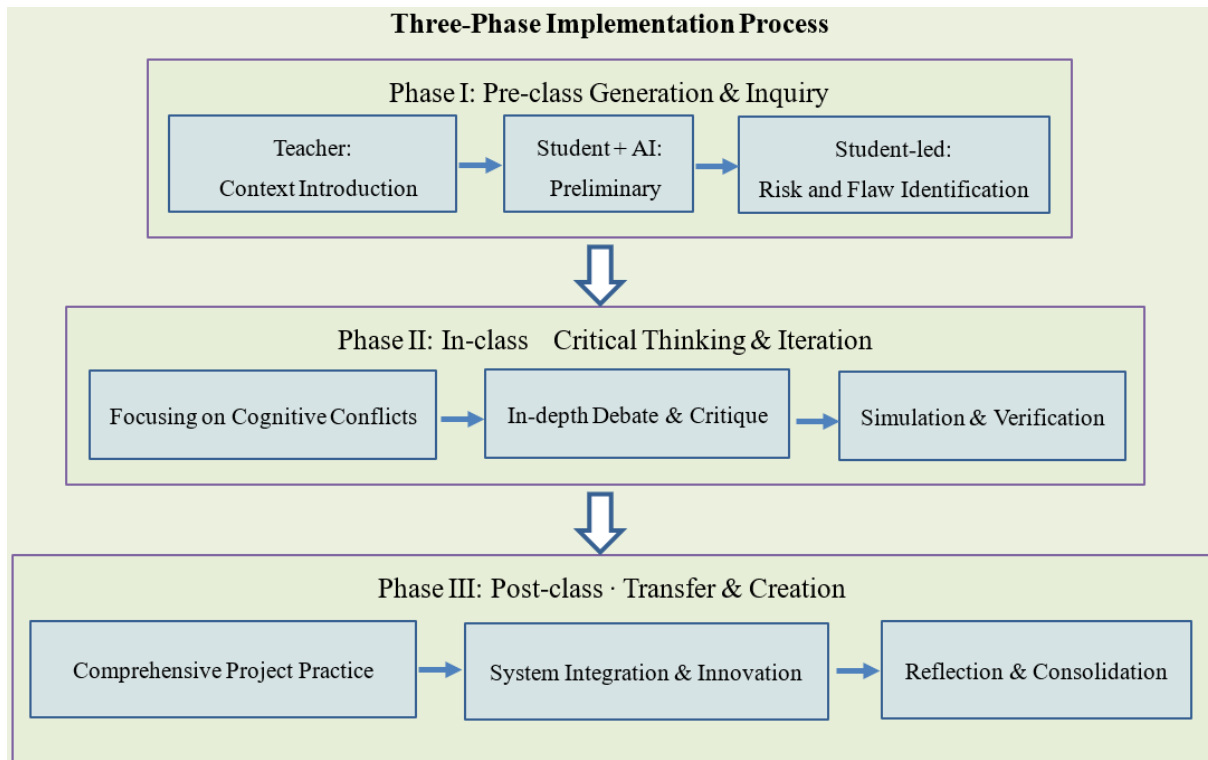 Three-Phase Implementation Process
Phase I: Pre-class Generation & Inquiry
Teacher:
Context Introduction
Student + AI:
Preliminary
Student-led:
Risk and Flaw Identification
Phase II: In-class Critical Thinking & Iteration
Focusing on Cognitive Conflicts
In-depth Debate & Critique
Simulation & Verification
Phase III: Post-class · Transfer & Creation
Comprehensive Project Practice
System Integration & Innovation
Reflection & Consolidation